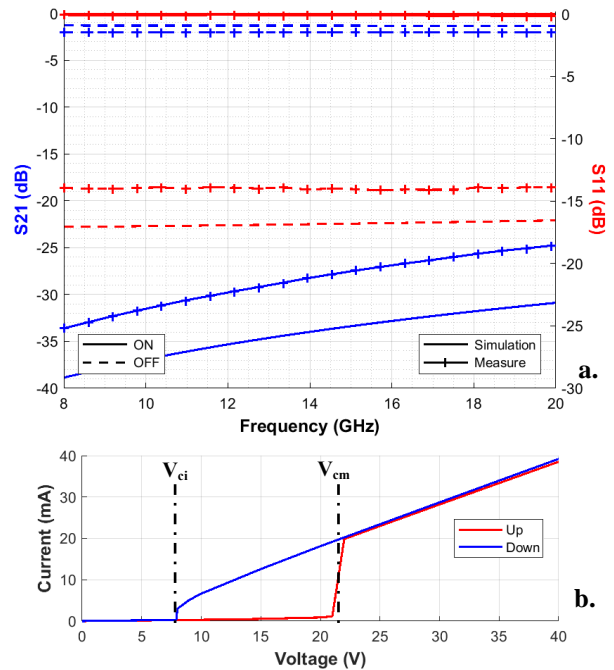 0
-5
-10
-15
-20
-25
-30
-35
-40
S21 (dB)
0
-5
-10
-15
-20
-25
-30
S11 (dB)
ON
OFF
Simulation
Measure
8 10 12 14 16 18 20
Frequency (GHz)
a.
40
30
20
10
0
Current (mA)
Vci
Vcm
Up
Down
b.
0 5 10 15 20 25 30 35 40
Voltage (V)